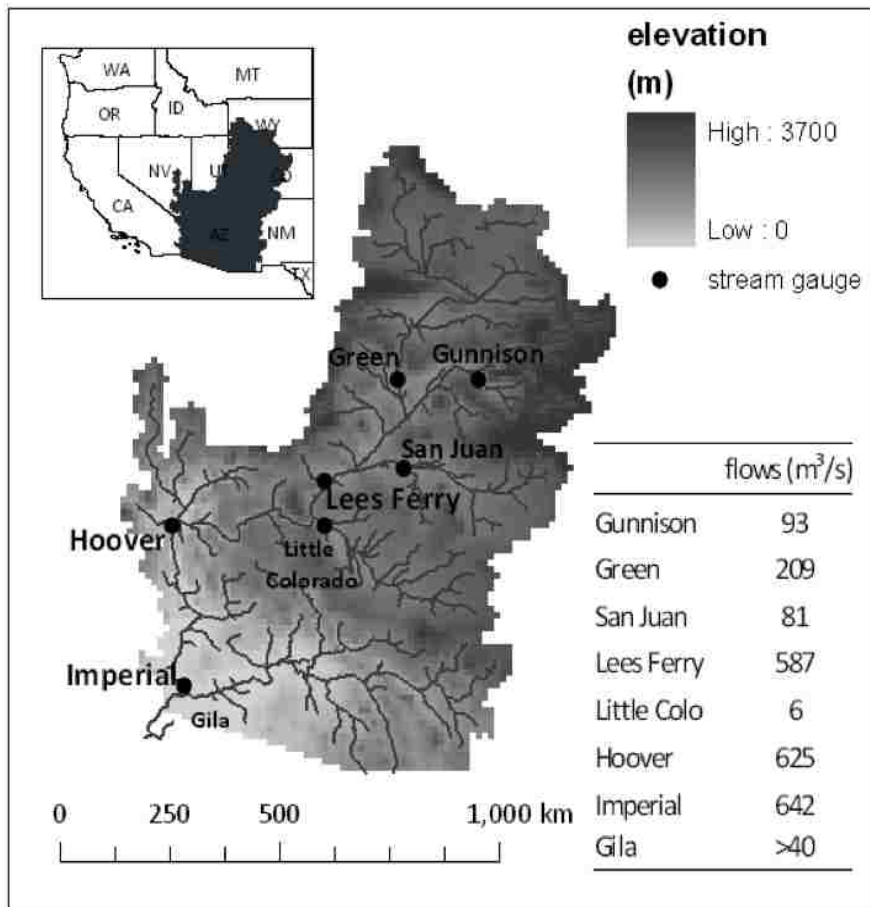 elevation
(m)
High : 3700
Low : 0
stream gauge
WA
MT
OR
ID
WY
NV
UT
CO
CA
AZ
NM
TX
Green
Gunnison
San Juan
Lees Ferry
Hoover
Little
Colorado
Imperial
Gila
flows (m³/s)
Gunnison 93
Green 209
San Juan 81
Lees Ferry 587
Little Colo 6
Hoover 625
Imperial 642
Gila >40
0 250 500 1,000 km